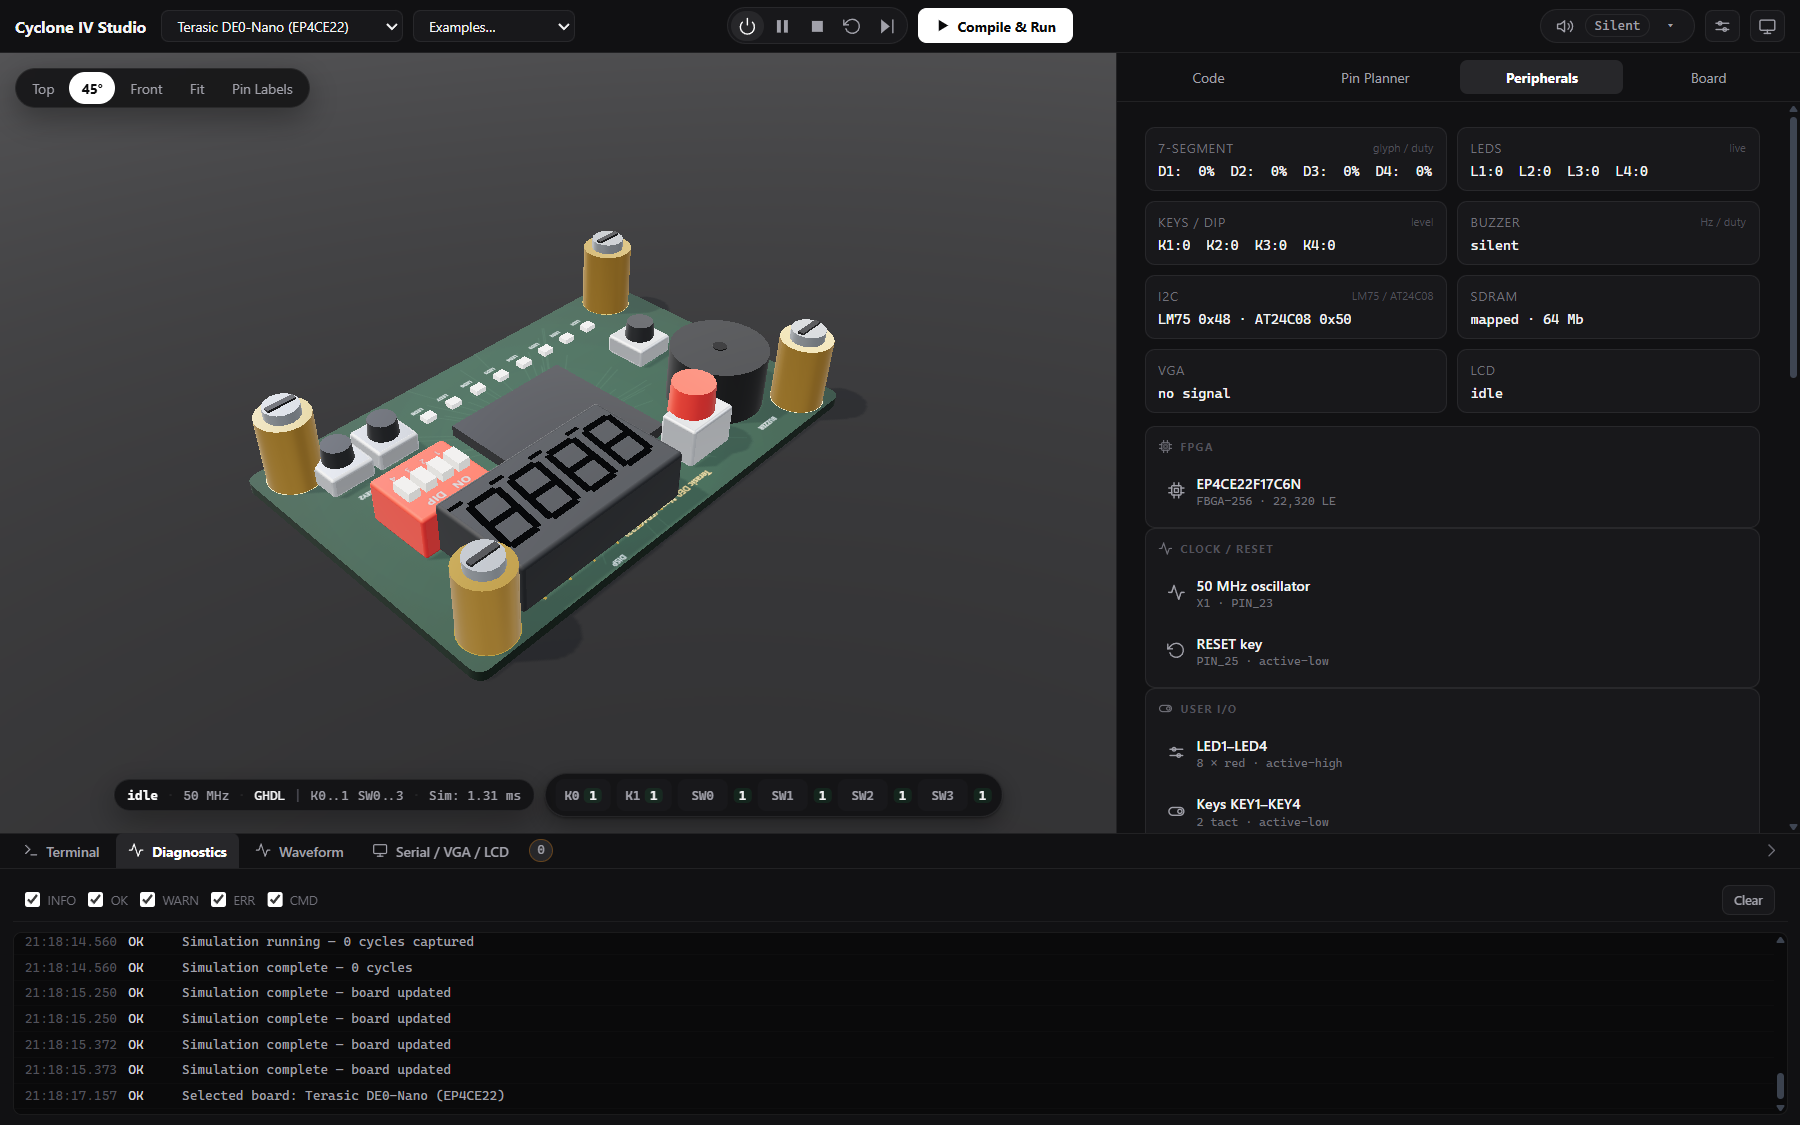 Cyclone IV Studio
Terasic DE0-Nano (EP4CE22)
Examples...
Compile & Run
Silent
Top
45°
Front
Fit
Pin Labels
Code
Pin Planner
Peripherals
Board
7-SEGMENT
glyph / duty
D1: 0% D2: 0% D3: 0% D4: 0%
LEDS
live
L1:0 L2:0 L3:0 L4:0
KEYS / DIP
level
K1:0 K2:0 K3:0 K4:0
BUZZER
Hz / duty
silent
I2C
LM75 / AT24C08
LM75 0x48 · AT24C08 0x50
SDRAM
mapped · 64 Mb
VGA
no signal
LCD
idle
FPGA
EP4CE22F17C6N
FBGA-256 · 22,320 LE
CLOCK / RESET
50 MHz oscillator
X1 · PIN_23
RESET key
PIN_25 · active-low
USER I/O
LED1–LED4
8 × red · active-high
Keys KEY1–KEY4
2 tact · active-low
ON
DIP
BUZZER
DISP
idle · 50 MHz · GHDL | K0..1 SW0..3 · Sim: 1.31 ms
K0 1 K1 1 SW0 1 SW1 1 SW2 1 SW3 1
Terminal
Diagnostics
Waveform
Serial / VGA / LCD
0
INFO
OK
WARN
ERR
CMD
Clear
21:18:14.560 OK Simulation running — 0 cycles captured
21:18:14.560 OK Simulation complete — 0 cycles
21:18:15.250 OK Simulation complete — board updated
21:18:15.250 OK Simulation complete — board updated
21:18:15.372 OK Simulation complete — board updated
21:18:15.373 OK Simulation complete — board updated
21:18:17.157 OK Selected board: Terasic DE0-Nano (EP4CE22)